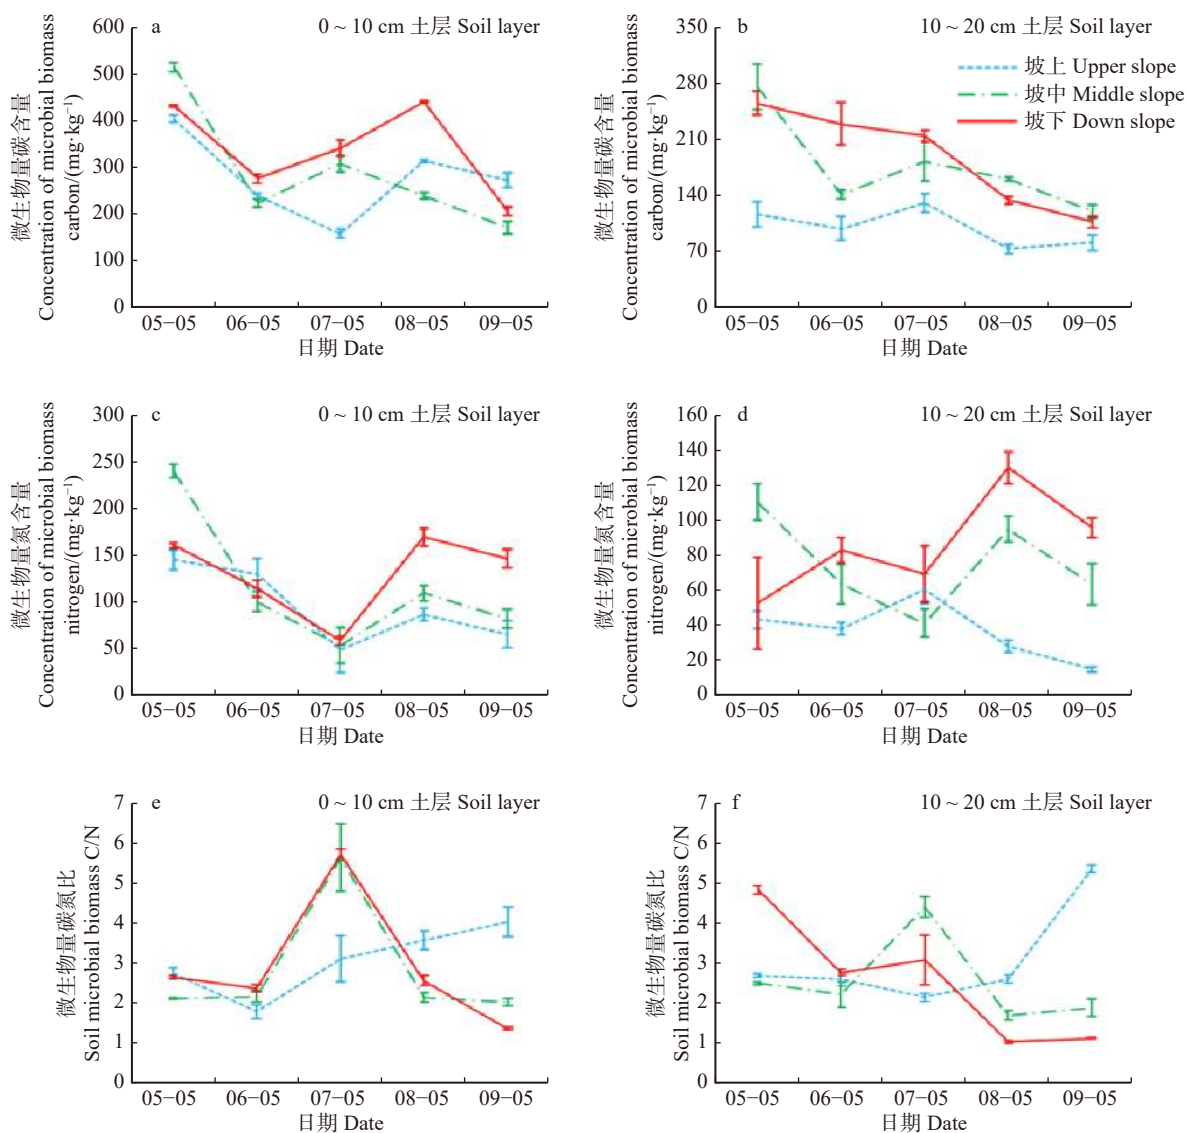 a
0 ~ 10 cm 土层 Soil layer
微生物量碳含量
Concentration of microbial biomass
carbon/(mg·kg⁻¹)
600
500
400
300
200
100
0
05−05 06−05 07−05 08−05 09−05
日期 Date
b
10 ~ 20 cm 土层 Soil layer
坡上 Upper slope
坡中 Middle slope
坡下 Down slope
微生物量碳含量
Concentration of microbial biomass
carbon/(mg·kg⁻¹)
350
280
210
140
70
0
05−05 06−05 07−05 08−05 09−05
日期 Date
c
0 ~ 10 cm 土层 Soil layer
微生物量氮含量
Concentration of microbial biomass
nitrogen/(mg·kg⁻¹)
300
250
200
150
100
50
0
05−05 06−05 07−05 08−05 09−05
日期 Date
d
10 ~ 20 cm 土层 Soil layer
微生物量氮含量
Concentration of microbial biomass
nitrogen/(mg·kg⁻¹)
160
140
120
100
80
60
40
20
0
05−05 06−05 07−05 08−05 09−05
日期 Date
e
0 ~ 10 cm 土层 Soil layer
微生物量碳氮比
Soil microbial biomass C/N
7
6
5
4
3
2
1
0
05−05 06−05 07−05 08−05 09−05
日期 Date
f
10 ~ 20 cm 土层 Soil layer
微生物量碳氮比
Soil microbial biomass C/N
7
6
5
4
3
2
1
0
05−05 06−05 07−05 08−05 09−05
日期 Date